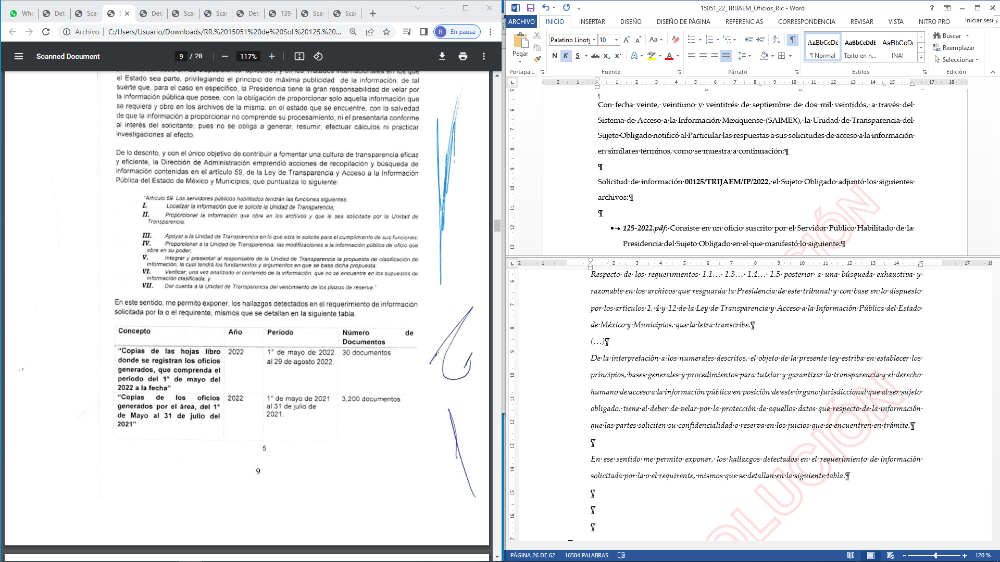 Wha
Deta
Scar
S
Deta
Scar
Scar
Deta
139-
Scar
Scar
Archivo
C:/Users/Usuario/Downloads/RR.%2015051%20de%20Sol.%20125.%20...
R
En pausa
Scanned Document
9 / 28
117%
el Estado sea parte, privilegiando el principio de máxima publicidad de la información, de tal
suerte que, para el caso en específico, la Presidencia tiene la gran responsabilidad de velar por
la información pública que posee, con la obligación de proporcionar solo aquella información que
se requiera y obre en los archivos de la misma, en el estado que se encuentre, con la salvedad
de que la información a proporcionar no comprende su procesamiento, ni el presentarla conforme
al interés del solicitante; pues no se obliga a generar, resumir, efectuar cálculos ni practicar
investigaciones al efecto.
De lo descrito, y con el único objetivo de contribuir a fomentar una cultura de transparencia eficaz
y eficiente, la Dirección de Administración emprendió acciones de recopilación y búsqueda de
información contenidas en el artículo 59, de la Ley de Transparencia y Acceso a la Información
Pública del Estado de México y Municipios, que puntualiza lo siguiente:
"Artículo 59. Los servidores públicos habilitados tendrán las funciones siguientes:
I. Localizar la información que le solicite la Unidad de Transparencia;
II. Proporcionar la información que obre en los archivos y que le sea solicitada por la Unidad de
Transparencia;
III. Apoyar a la Unidad de Transparencia en lo que esta le solicite para el cumplimiento de sus funciones;
IV. Proporcionar a la Unidad de Transparencia, las modificaciones a la información pública de oficio que
obre en su poder;
V. Integrar y presentar al responsable de la Unidad de Transparencia la propuesta de clasificación de
información, la cual tendrá los fundamentos y argumentos en que se basa dicha propuesta;
VI. Verificar, una vez analizado el contenido de la información, que no se encuentre en los supuestos de
información clasificada; y
VII. Dar cuenta a la Unidad de Transparencia del vencimiento de los plazos de reserva."
En este sentido, me permito exponer, los hallazgos detectados en el requerimiento de información
solicitada por la o el requirente, mismos que se detallan en la siguiente tabla.
Concepto Año Período Número de
Documentos
"Copias de las hojas libro 2022 1° de mayo de 2022 30 documentos
donde se registran los oficios al 29 de agosto 2022.
generados, que comprenda el
periodo del 1° de mayo del
2022 a la fecha"
"Copias de los oficios 2022 1° de mayo de 2021 3,200 documentos
generados por el área, del 1° al 31 de julio de
de Mayo al 31 de julio del 2021.
2021"
5
9
15051_22_TRIJAEM_Oficios_Ric - Word
ARCHIVO INICIO INSERTAR DISEÑO DISEÑO DE PÁGINA REFERENCIAS CORRESPONDENCIA REVISAR VISTA NITRO PRO Iniciar sesi
Pegar
Palatino Linoty 10
N K S abc x₂ x²
Aa
AaBbCcDd AaBbCcDdE AaBbCcDc
¶ Normal Texto en n... INAI
Buscar
Reemplazar
Seleccionar
Portapa... Fuente Párrafo Estilos Edición
¶
Con fecha veinte, veintiuno y veintitrés de septiembre de dos mil veintidós, a través del
Sistema de Acceso a la Información Mexiquense (SAIMEX), la Unidad de Transparencia del
Sujeto Obligado notificó al Particular las respuestas a sus solicitudes de acceso a la información
en similares términos, como se muestra a continuación:¶
¶
Solicitud de información 00125/TRIJAEM/IP/2022, el Sujeto Obligado adjuntó los siguientes
archivos:¶
¶
• 125-2022.pdf: Consiste en un oficio suscrito por el Servidor Público Habilitado de la
Presidencia del Sujeto Obligado en el que manifestó lo siguiente:¶
Respecto de los requerimientos 1.1… 1.3… 1.4… 1.5 posterior a una búsqueda exhaustiva y
razonable en los archivos que resguarda la Presidencia de este tribunal y con base en lo dispuesto
por los artículos 1, 4 y 12 de la Ley de Transparencia y Acceso a la Información Pública del Estado
de México y Municipios, que la letra transcribe.¶
(…)¶
De la interpretación a los numerales descritos, el objeto de la presente ley estriba en establecer los
principios, bases generales y procedimientos para tutelar y garantizar la transparencia y el derecho
humano de acceso a la información pública en posición de este órgano Jurisdiccional que al ser sujeto
obligado, tiene el deber de velar por la protección de aquellos datos que respecto de la información
que las partes soliciten su confidencialidad o reserva en los juicios que se encuentren en trámite.¶
¶
En ese sentido me permito exponer, los hallazgos detectados en el requerimiento de información
solicitada por la o el requirente, mismos que se detallan en la siguiente tabla.¶
¶
¶
¶
PÁGINA 26 DE 62 16584 PALABRAS 120 %